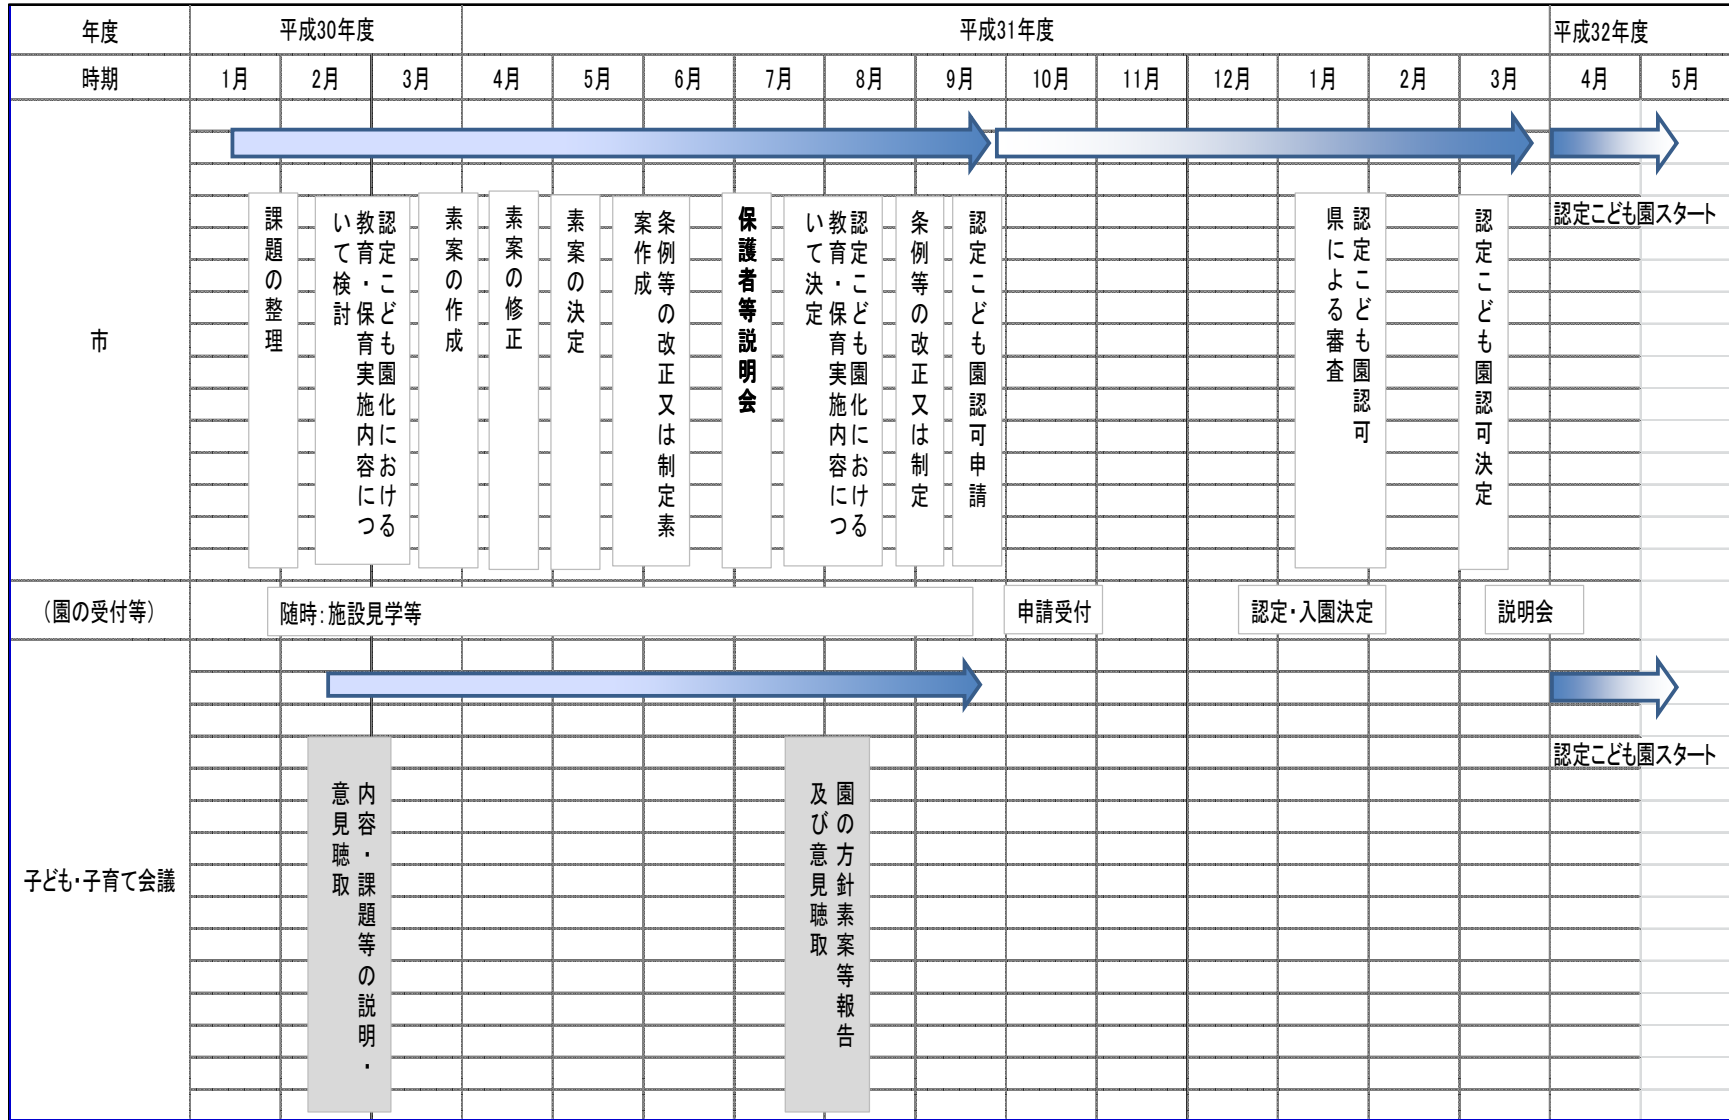 年度 平成30年度 平成31年度 平成32年度
時期 1月 2月 3月 4月 5月 6月 7月 8月 9月 10月 11月 12月 1月 2月 3月 4月 5月
市
課題の整理
認定こども園化における
教育・保育実施内容につ
いて検討
素案の作成
素案の修正
素案の決定
条例等の改正又は制定素
案作成
保護者等説明会
認定こども園化における
教育・保育実施内容につ
いて決定
条例等の改正又は制定
認定こども園認可申請
認定こども園認可
県による審査
認定こども園認可決定
認定こども園スタート
(園の受付等)
随時:施設見学等
申請受付
認定・入園決定
説明会
子ども・子育て会議
内容・課題等の説明・
意見聴取
園の方針素案等報告
及び意見聴取
認定こども園スタート